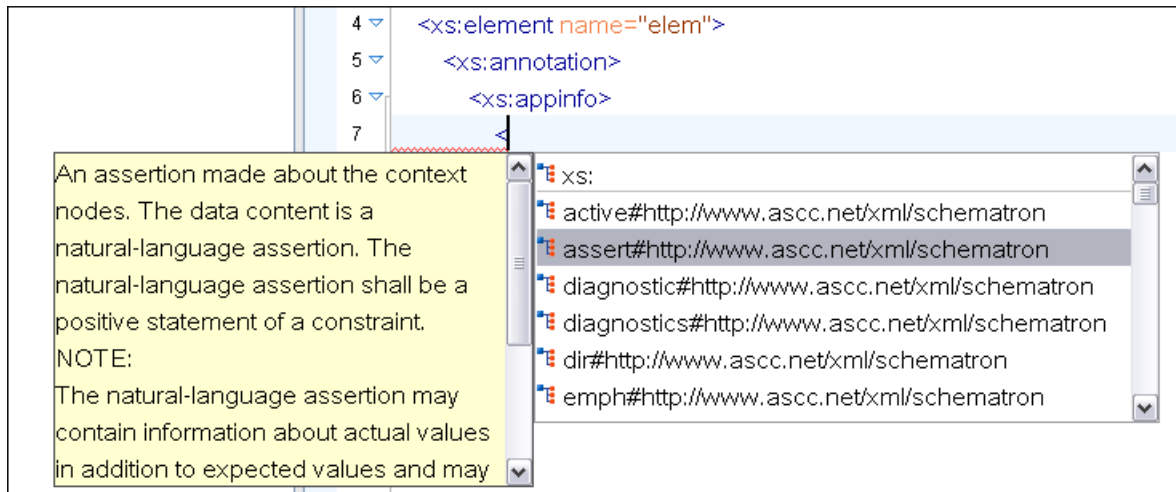 4 <xs:element name="elem">
5 <xs:annotation>
6 <xs:appinfo>
7 <
An assertion made about the context
nodes. The data content is a
natural-language assertion. The
natural-language assertion shall be a
positive statement of a constraint.
NOTE:
The natural-language assertion may
contain information about actual values
in addition to expected values and may
xs:
active#http://www.ascc.net/xml/schematron
assert#http://www.ascc.net/xml/schematron
diagnostic#http://www.ascc.net/xml/schematron
diagnostics#http://www.ascc.net/xml/schematron
dir#http://www.ascc.net/xml/schematron
emph#http://www.ascc.net/xml/schematron